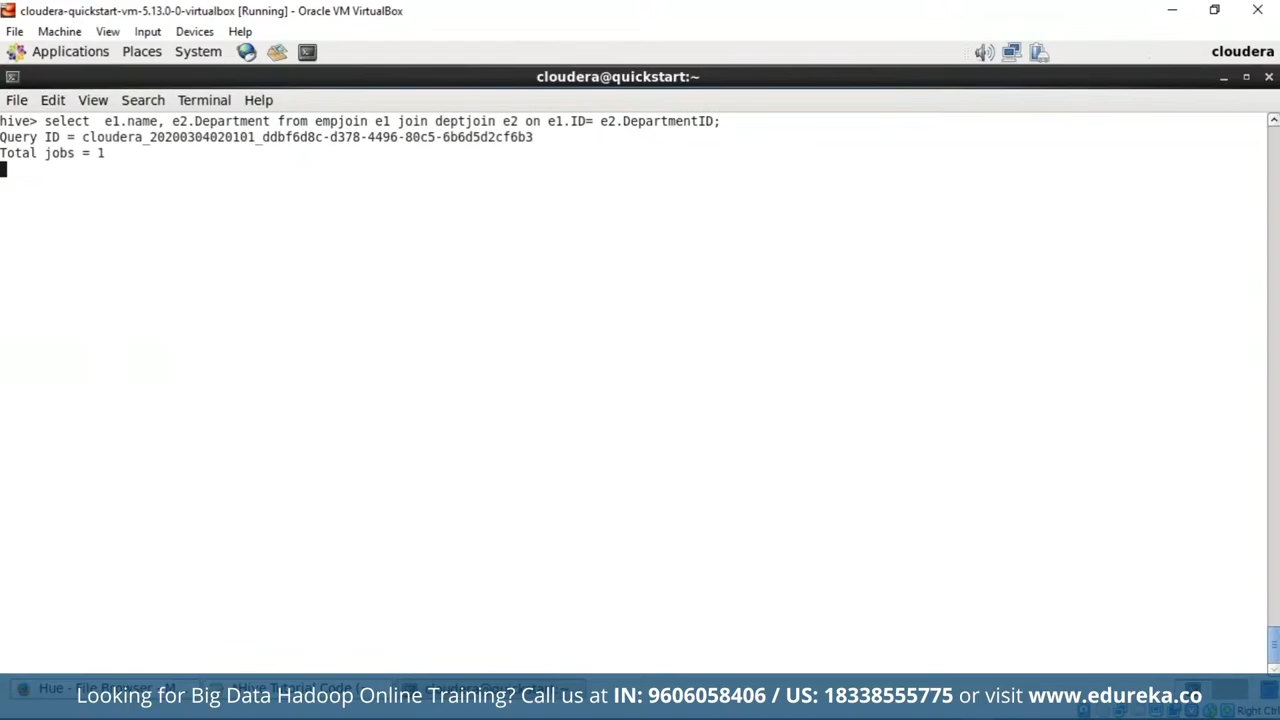 cloudera-quickstart-vm-5.13.0-0-virtualbox [Running] - Oracle VM VirtualBox
File Machine View Input Devices Help
Applications Places System cloudera
cloudera@quickstart:~
File Edit View Search Terminal Help
hive> select  e1.name, e2.Department from empjoin e1 join deptjoin e2 on e1.ID= e2.DepartmentID;
Query ID = cloudera_20200304020101_ddbf6d8c-d378-4496-80c5-6b6d5d2cf6b3
Total jobs = 1
Looking for Big Data Hadoop Online Training? Call us at IN: 9606058406 / US: 18338555775 or visit www.edureka.co
Right Ctrl